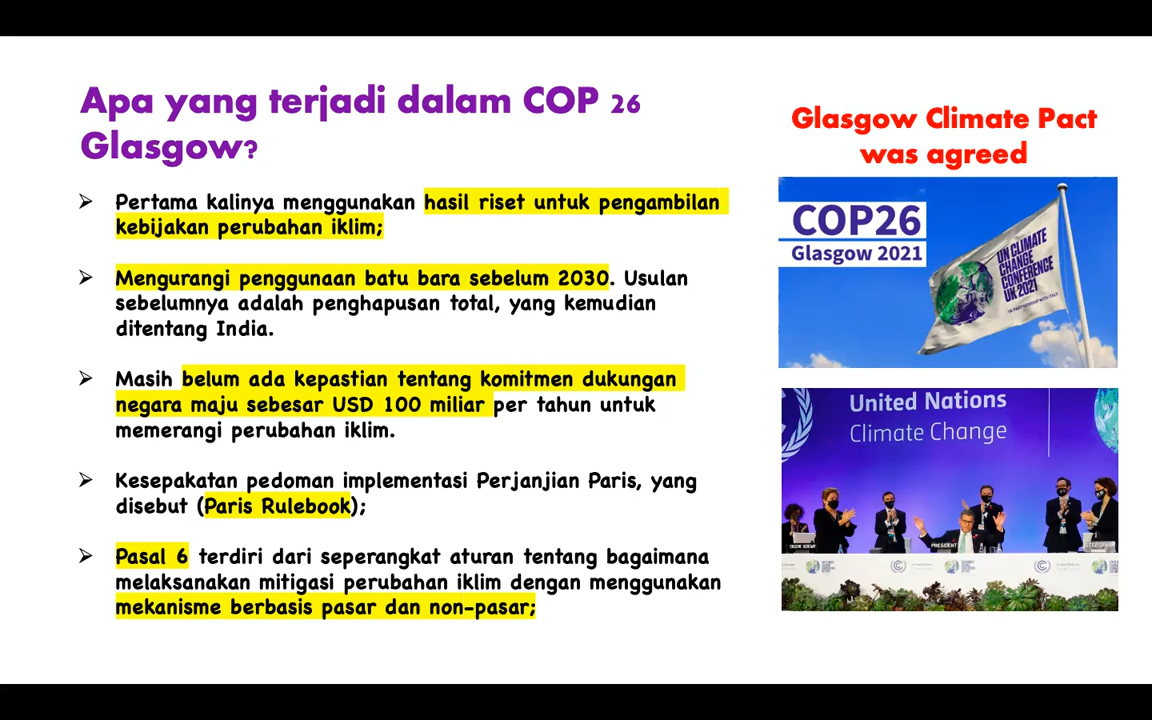 Apa yang terjadi dalam COP 26
Glasgow?
➢ Pertama kalinya menggunakan hasil riset untuk pengambilan
kebijakan perubahan iklim;
➢ Mengurangi penggunaan batu bara sebelum 2030. Usulan
sebelumnya adalah penghapusan total, yang kemudian
ditentang India.
➢ Masih belum ada kepastian tentang komitmen dukungan
negara maju sebesar USD 100 miliar per tahun untuk
memerangi perubahan iklim.
➢ Kesepakatan pedoman implementasi Perjanjian Paris, yang
disebut (Paris Rulebook);
➢ Pasal 6 terdiri dari seperangkat aturan tentang bagaimana
melaksanakan mitigasi perubahan iklim dengan menggunakan
mekanisme berbasis pasar dan non-pasar;
Glasgow Climate Pact
was agreed
COP26
Glasgow 2021
UN CLIMATE
CHANGE
CONFERENCE
UK 2021
IN PARTNERSHIP WITH ITALY
United Nations
Climate Change
PRESIDENT